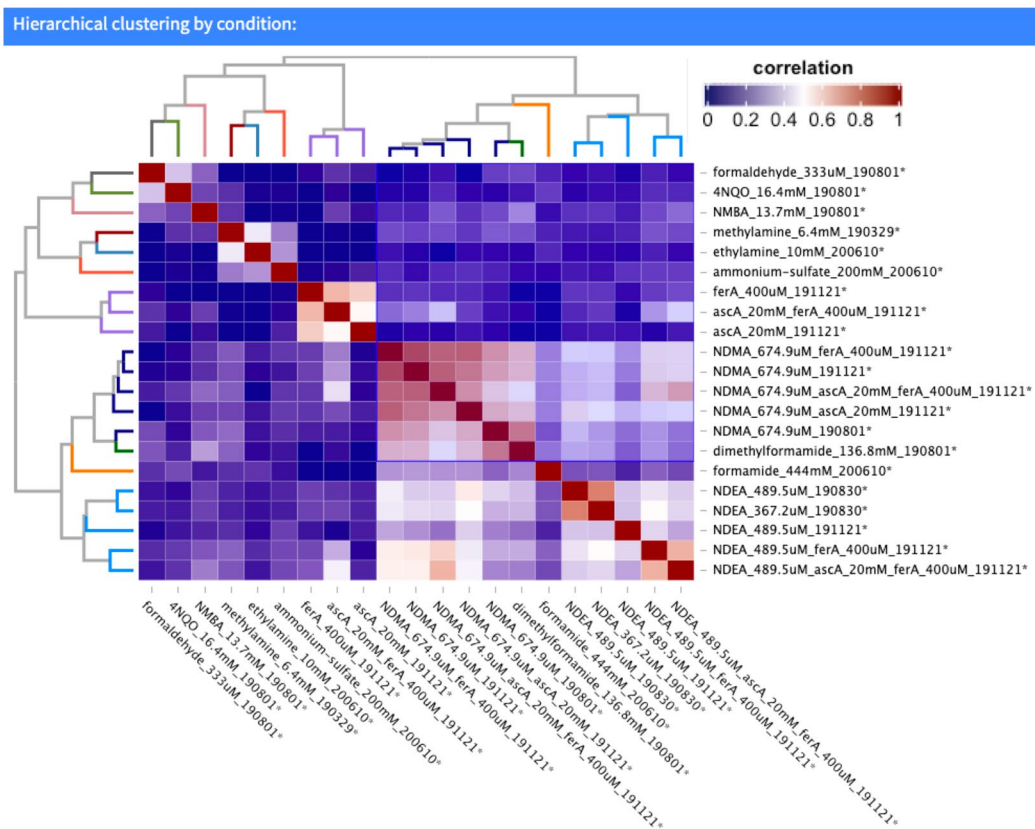 Hierarchical clustering by condition:
correlation
0 0.2 0.4 0.6 0.8 1
formaldehyde_333uM_190801*
4NQO_16.4mM_190801*
NMBA_13.7mM_190801*
methylamine_6.4mM_190329*
ethylamine_10mM_200610*
ammonium-sulfate_200mM_200610*
ferA_400uM_191121*
ascA_20mM_ferA_400uM_191121*
ascA_20mM_191121*
NDMA_674.9uM_ferA_400uM_191121*
NDMA_674.9uM_191121*
NDMA_674.9uM_ascA_20mM_ferA_400uM_191121*
NDMA_674.9uM_ascA_20mM_191121*
NDMA_674.9uM_190801*
dimethylformamide_136.8mM_190801*
formamide_444mM_200610*
NDEA_489.5uM_190830*
NDEA_367.2uM_190830*
NDEA_489.5uM_191121*
NDEA_489.5uM_ferA_400uM_191121*
NDEA_489.5uM_ascA_20mM_ferA_400uM_191121*
formaldehyde_333uM_190801*
4NQO_16.4mM_190801*
NMBA_13.7mM_190801*
methylamine_6.4mM_190329*
ethylamine_10mM_200610*
ammonium-sulfate_200mM_200610*
ferA_400uM_191121*
ascA_20mM_ferA_400uM_191121*
ascA_20mM_191121*
NDMA_674.9uM_ferA_400uM_191121*
NDMA_674.9uM_191121*
NDMA_674.9uM_ascA_20mM_ferA_400uM_191121*
NDMA_674.9uM_ascA_20mM_191121*
NDMA_674.9uM_190801*
dimethylformamide_136.8mM_190801*
formamide_444mM_200610*
NDEA_489.5uM_190830*
NDEA_367.2uM_190830*
NDEA_489.5uM_191121*
NDEA_489.5uM_ferA_400uM_191121*
NDEA_489.5uM_ascA_20mM_ferA_400uM_191121*